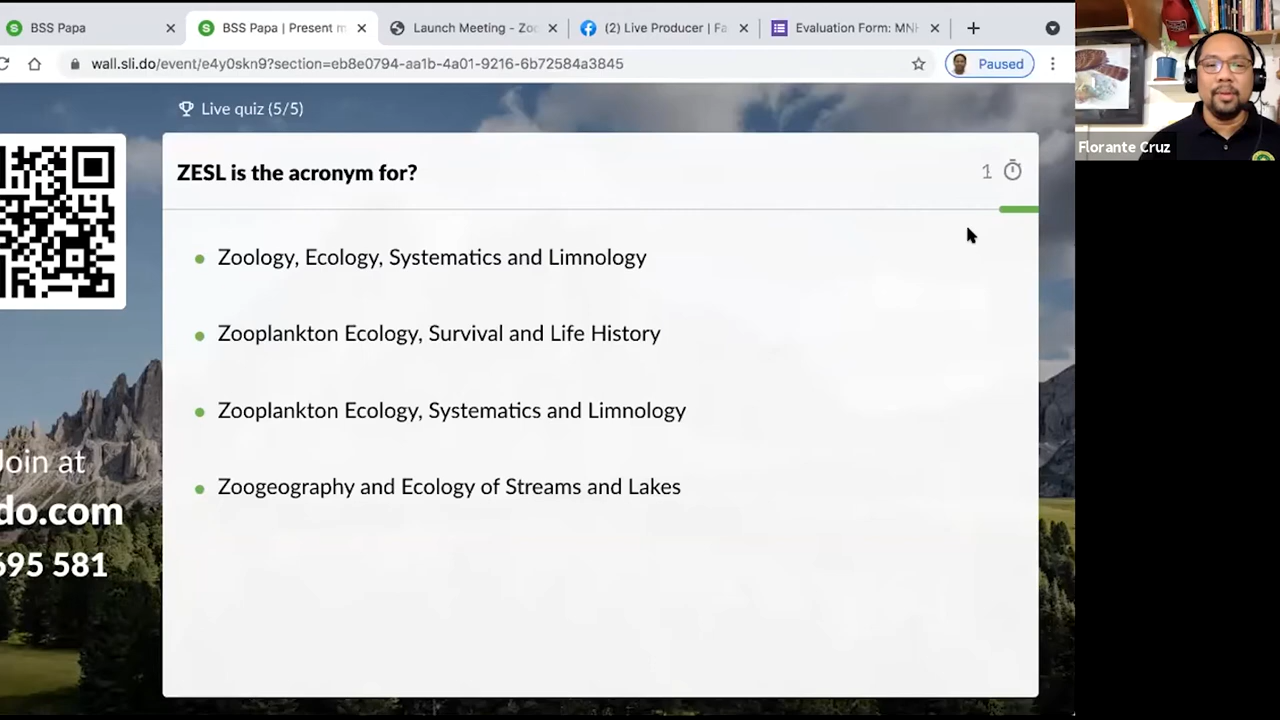 BSS Papa
BSS Papa | Present m
Launch Meeting - Zoo
(2) Live Producer | Fa
Evaluation Form: MNH
wall.sli.do/event/e4y0skn9?section=eb8e0794-aa1b-4a01-9216-6b72584a3845
Paused
Live quiz (5/5)
ZESL is the acronym for?
1
Zoology, Ecology, Systematics and Limnology
Zooplankton Ecology, Survival and Life History
Zooplankton Ecology, Systematics and Limnology
Zoogeography and Ecology of Streams and Lakes
Join at
do.com
695 581
Florante Cruz